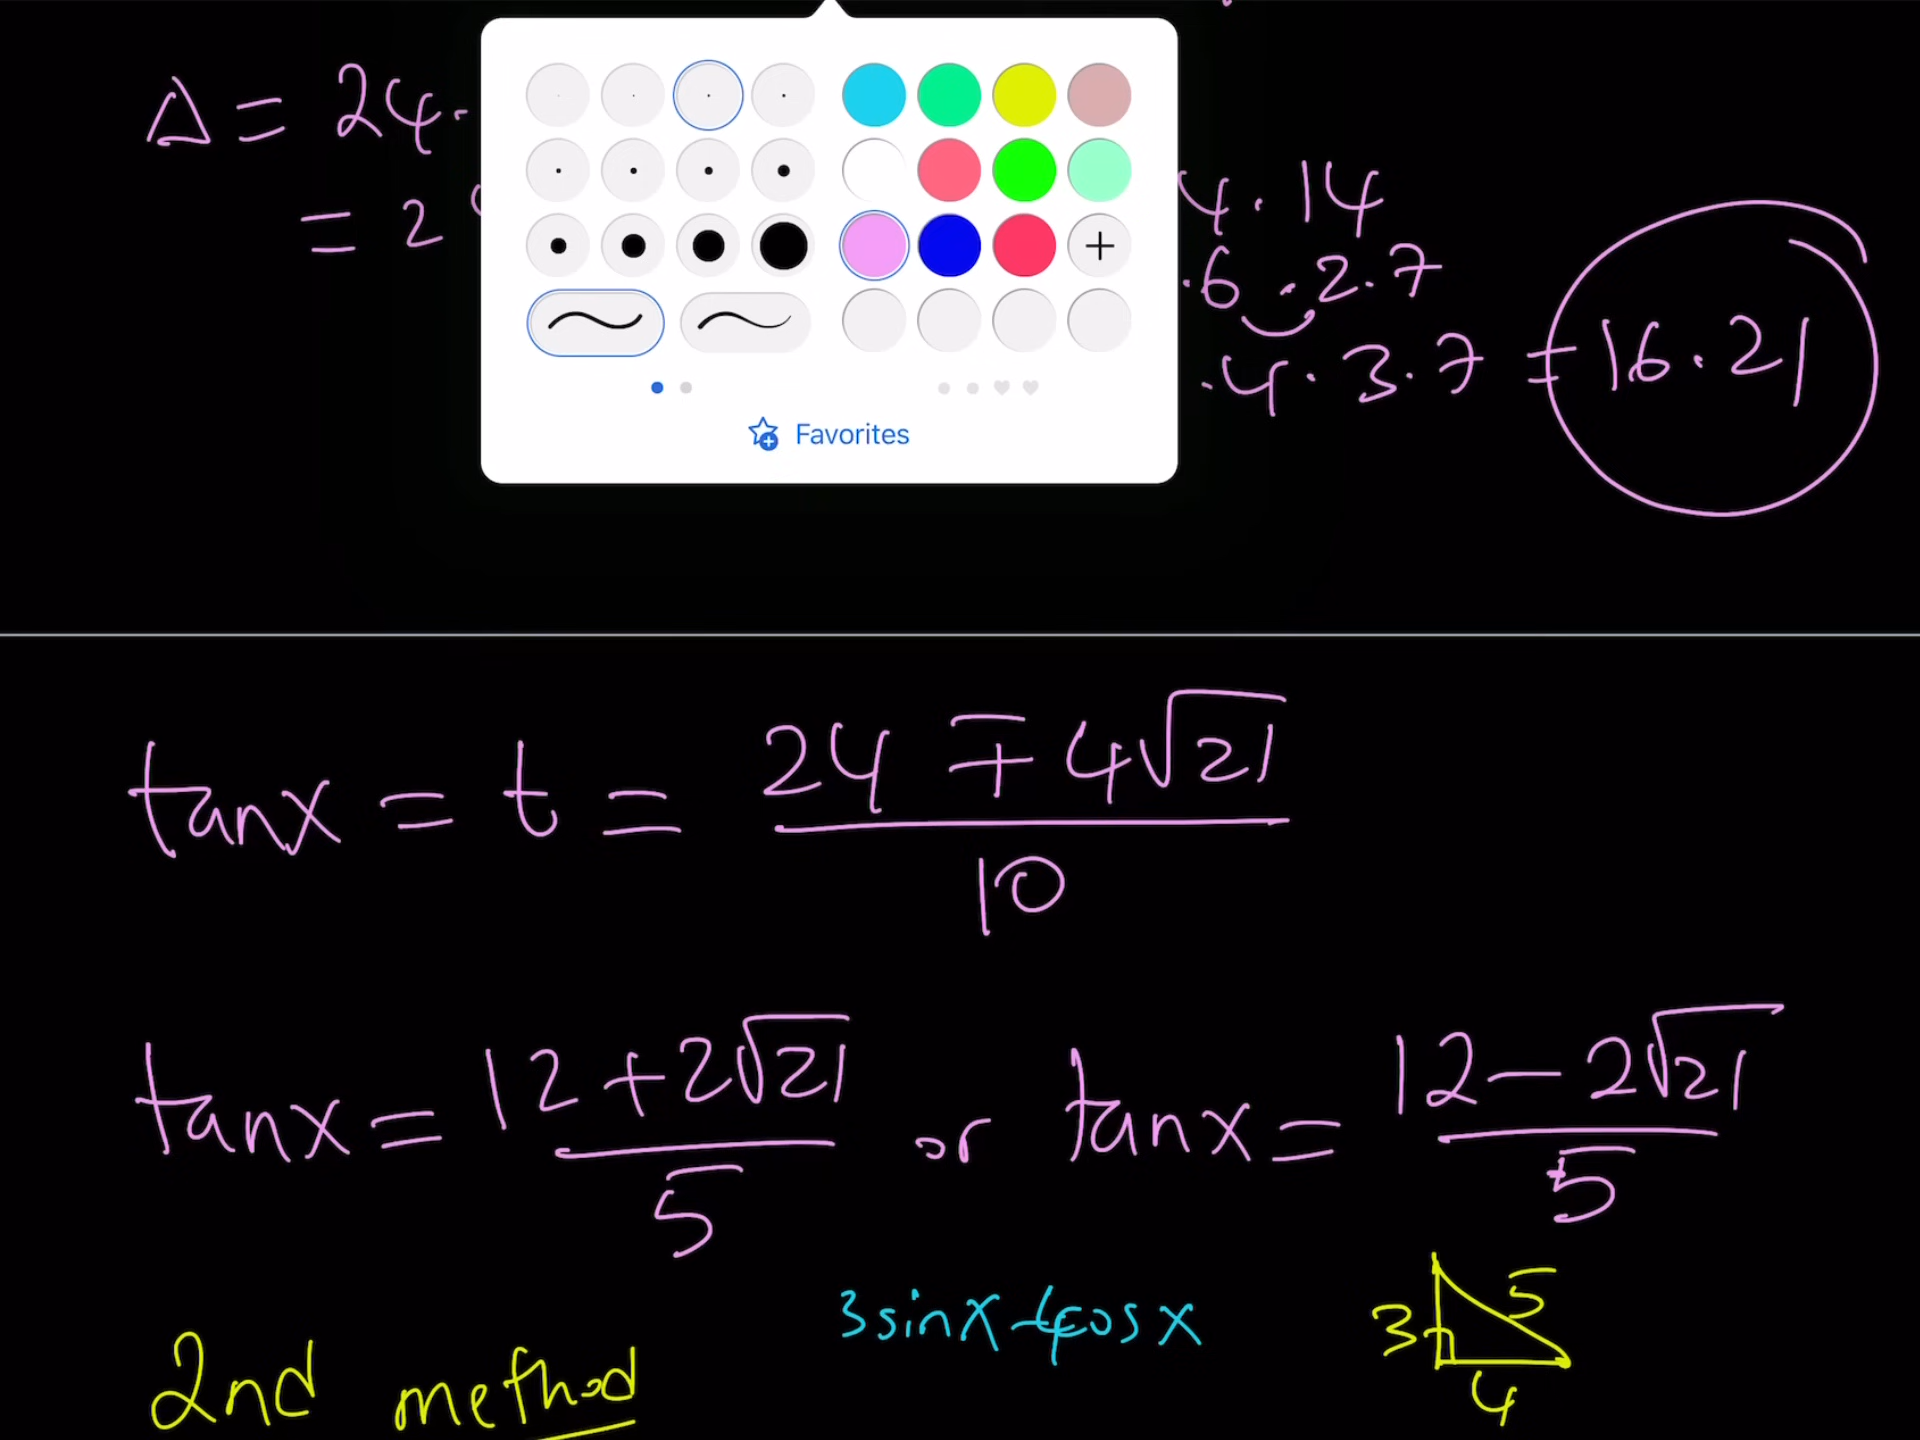 Δ = 24·
= 2
4·14
·6·2·7
·4·3·7 = 16·21
Favorites
tanx = t = (24 ∓ 4√21)/10
tanx = (12+2√21)/5 or tanx = (12-2√21)/5
3sinx-4cosx
3 5
4
2nd method